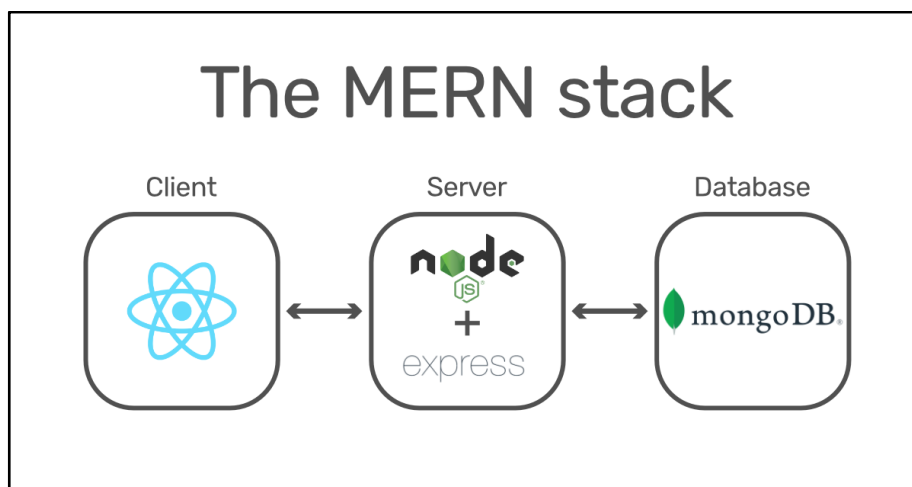 The MERN stack
Client
Server
Database
node
JS
+
express
mongoDB®